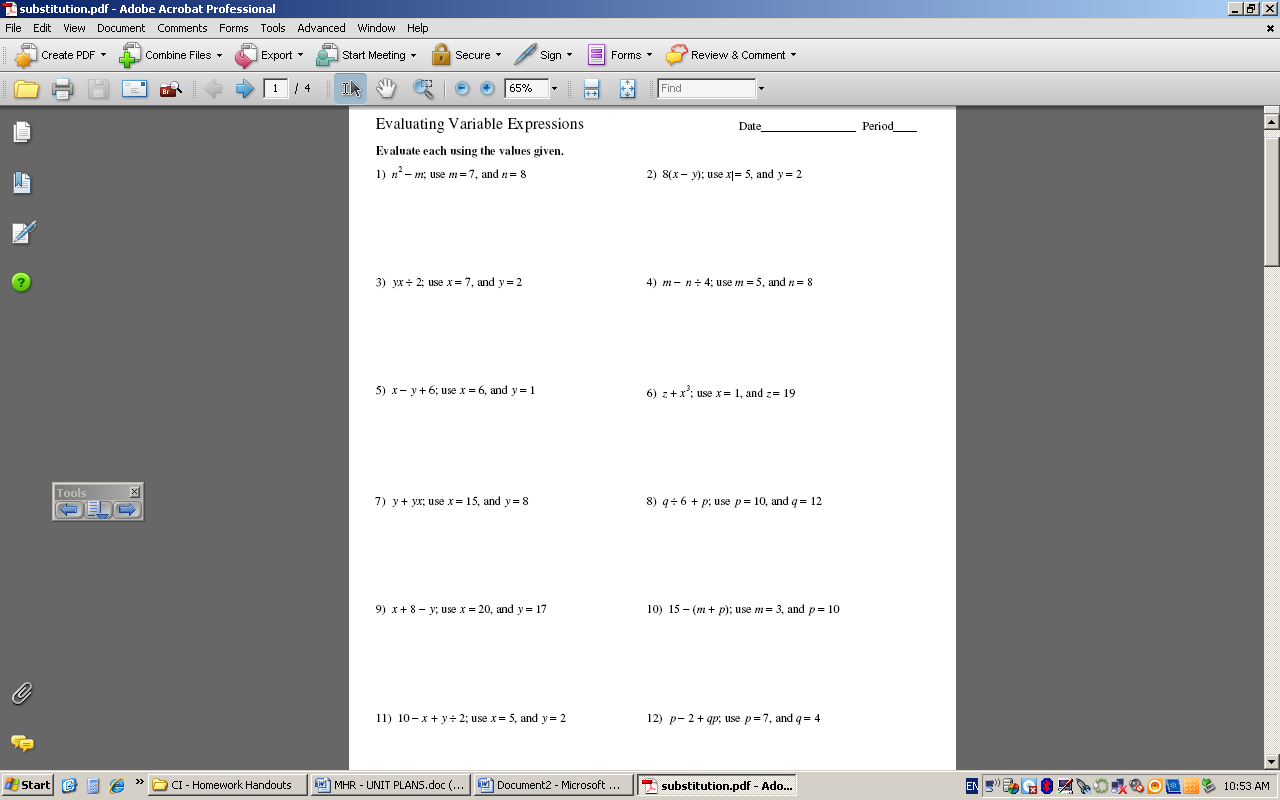 substitution.pdf - Adobe Acrobat Professional
File Edit View Document Comments Forms Tools Advanced Window Help
Create PDF Combine Files Export Start Meeting Secure Sign Forms Review & Comment
1 / 4 65% Find
Evaluating Variable Expressions Date________________ Period____
Evaluate each using the values given.
1) n² − m; use m = 7, and n = 8 2) 8(x − y); use x = 5, and y = 2
3) yx ÷ 2; use x = 7, and y = 2 4) m − n ÷ 4; use m = 5, and n = 8
5) x − y + 6; use x = 6, and y = 1 6) z + x³; use x = 1, and z = 19
7) y + yx; use x = 15, and y = 8 8) q ÷ 6 + p; use p = 10, and q = 12
Tools
9) x + 8 − y; use x = 20, and y = 17 10) 15 − (m + p); use m = 3, and p = 10
11) 10 − x + y ÷ 2; use x = 5, and y = 2 12) p − 2 + qp; use p = 7, and q = 4
Start CI - Homework Handouts MHR - UNIT PLANS.doc (... Document2 - Microsoft ... substitution.pdf - Ado... EN 10:53 AM